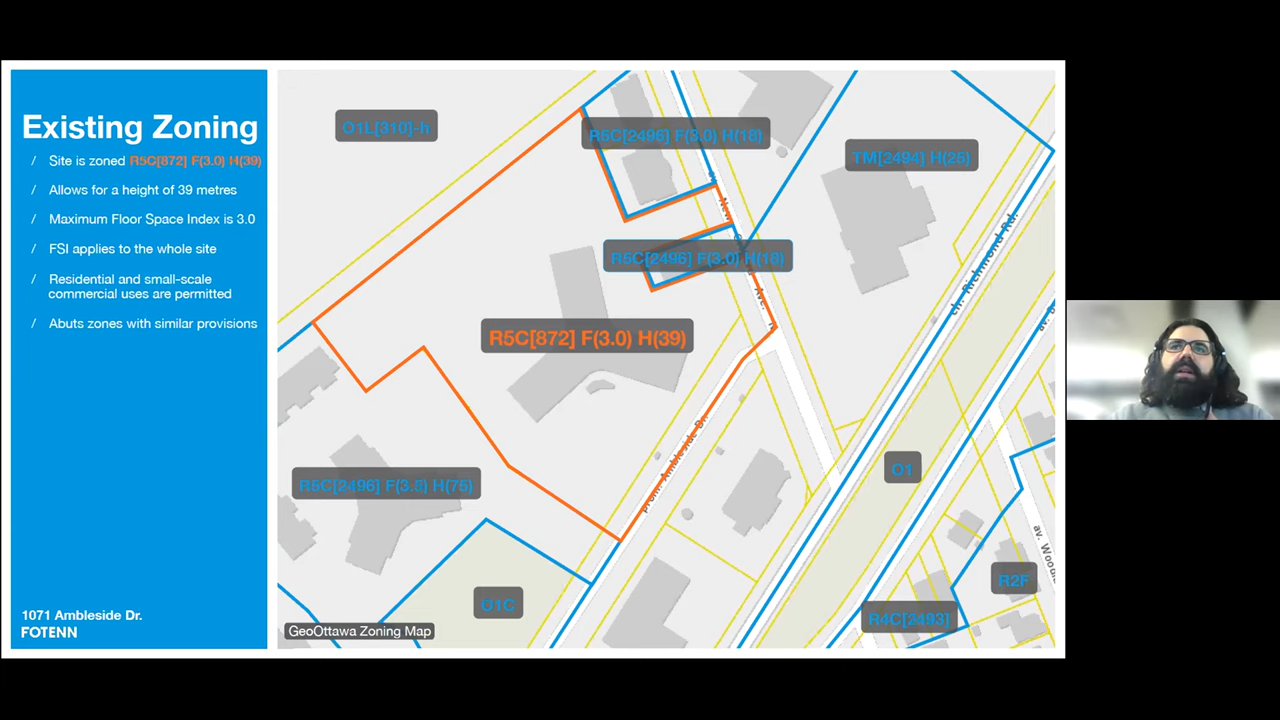 Existing Zoning
/ Site is zoned R5C[872] F(3.0) H(39)
/ Allows for a height of 39 metres
/ Maximum Floor Space Index is 3.0
/ FSI applies to the whole site
/ Residential and small-scale
commercial uses are permitted
/ Abuts zones with similar provisions
1071 Ambleside Dr.
FOTENN
O1L[310]-h
R5C[2496] F(3.0) H(18)
TM[2494] H(25)
R5C[2496] F(3.0) H(18)
Ave.
ch. Richmond Rd.
R5C[872] F(3.0) H(39)
prom. Ambleside Dr.
R5C[2496] F(3.8) H(75)
O1
O1C
R2F
R4C[2493]
GeoOttawa Zoning Map